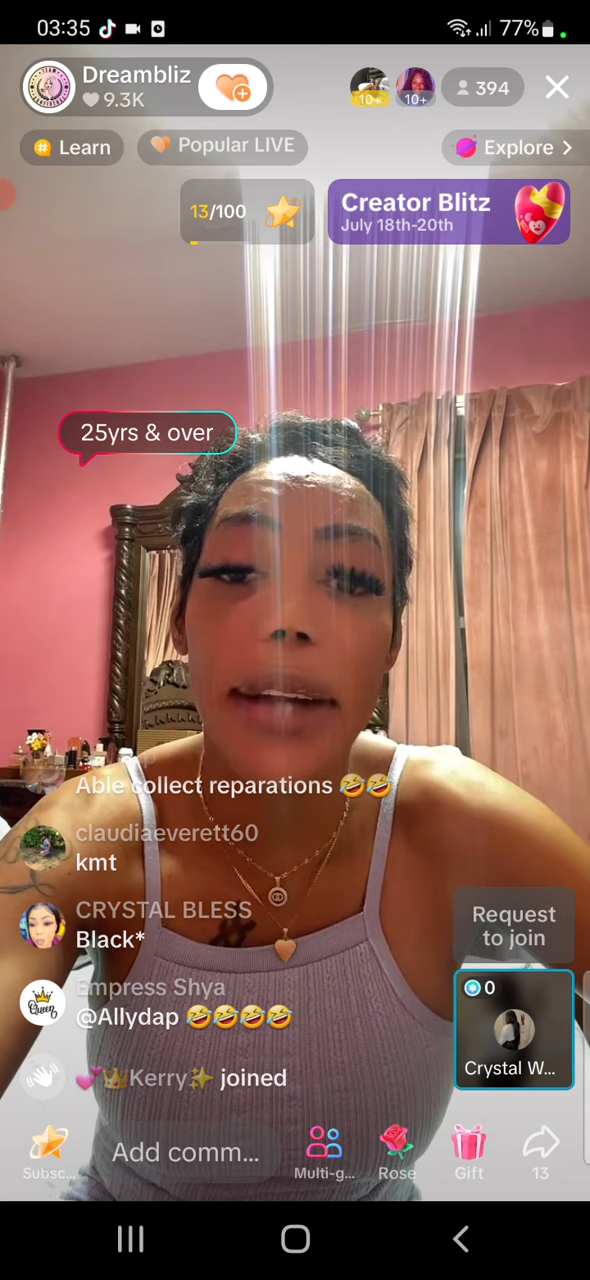 03:35
77%
Dreambliz
9.3K
10+
10+
394
Learn
Popular LIVE
Explore >
13/100
Creator Blitz
July 18th-20th
25yrs & over
Able collect reparations 🤣🤣
claudiaeverett60
kmt
CRYSTAL BLESS
Black*
Empress Shya
@Allydap 🤣🤣🤣🤣
💕👑Kerry✨ joined
Request
to join
0
Crystal W...
Add comm...
Subsc...
Multi-g...
Rose
Gift
13